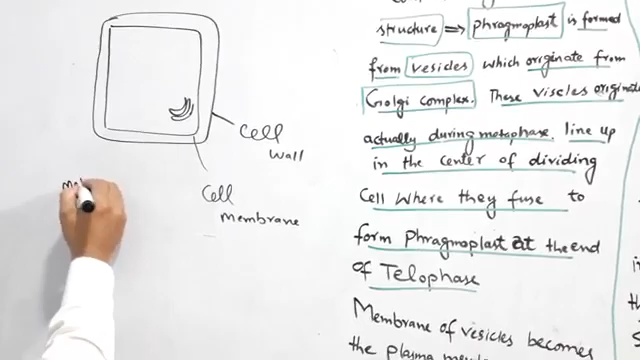 Cell
Wall
Cell
Membrane
structure ⇒ phragmoplast is formed
from vesicles which originate from
Golgi complex. These viscles originate
actually during metaphase. line up
in the center of dividing
Cell Where they fuse to
form Phragmoplast at the end
of Telophase
Membrane of vesicles becomes
the plasma